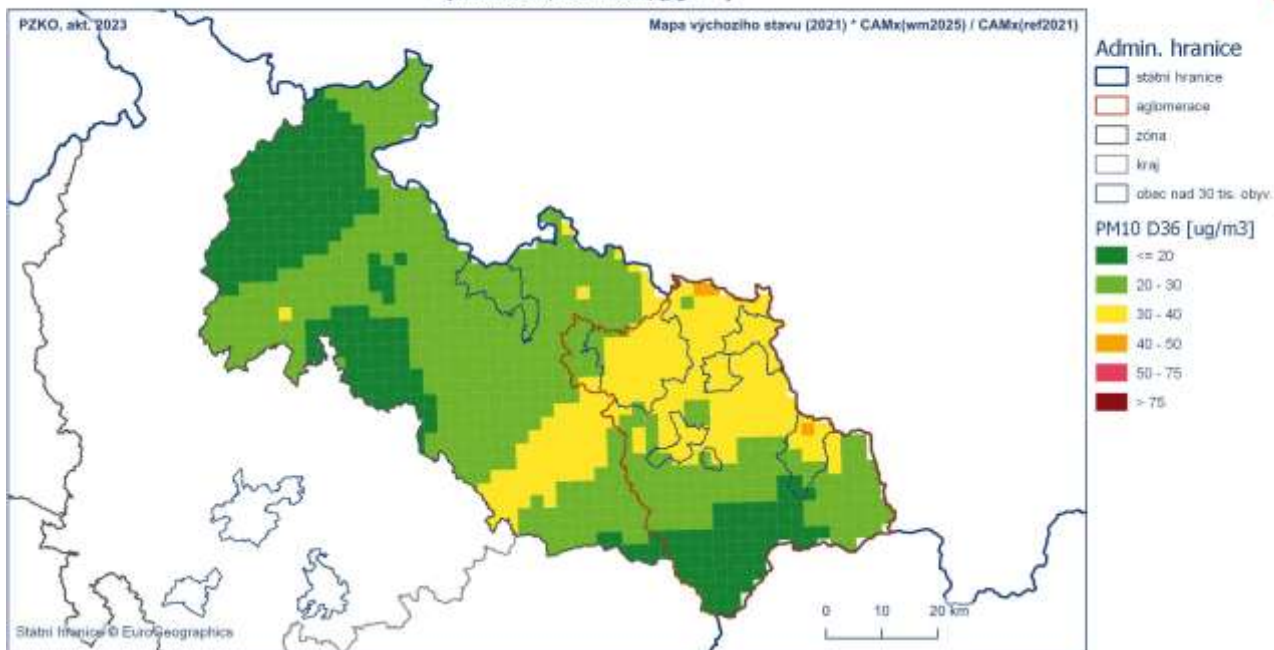 PZKO, akt. 2023
Mapa výchozího stavu (2021) * CAMx(wm2025) / CAMx(ref2021)
Admin. hranice
státní hranice
aglomerace
zóna
kraj
obec nad 30 tis. obyv.
PM10 D36 [ug/m3]
<= 20
20 - 30
30 - 40
40 - 50
50 - 75
> 75
0 10 20 km
Státní hranice © EuroGeographics